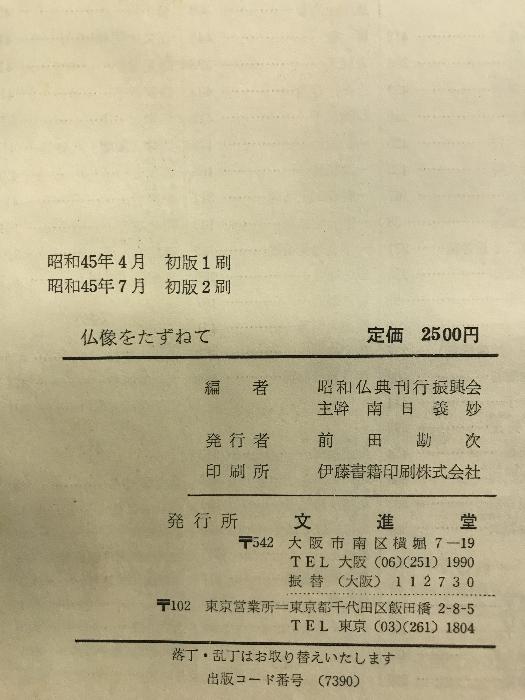 昭和45年4月 初版1刷
昭和45年7月 初版2刷
仏像をたずねて 定価 2500円
編者 昭和仏典刊行振興会
主幹 南日義妙
発行者 前田勘次
印刷所 伊藤書籍印刷株式会社
発行所 文進堂
〒542 大阪市南区横堀7―19
TEL 大阪 (06)(251) 1990
振替 (大阪) 112730
〒102 東京営業所=東京都千代田区飯田橋 2-8-5
TEL 東京 (03)(261) 1804
落丁・乱丁はお取り替えいたします
出版コード番号 (7390)